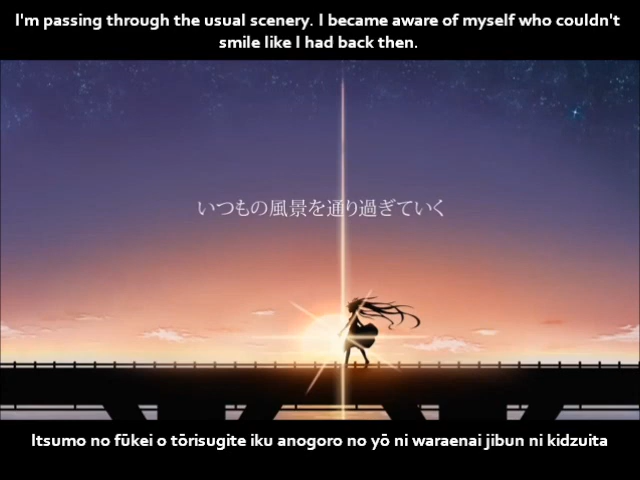 I'm passing through the usual scenery. I became aware of myself who couldn't
smile like I had back then.
いつもの風景を通り過ぎていく
Itsumo no fūkei o tōrisugite iku anogoro no yō ni waraenai jibun ni kidzuita